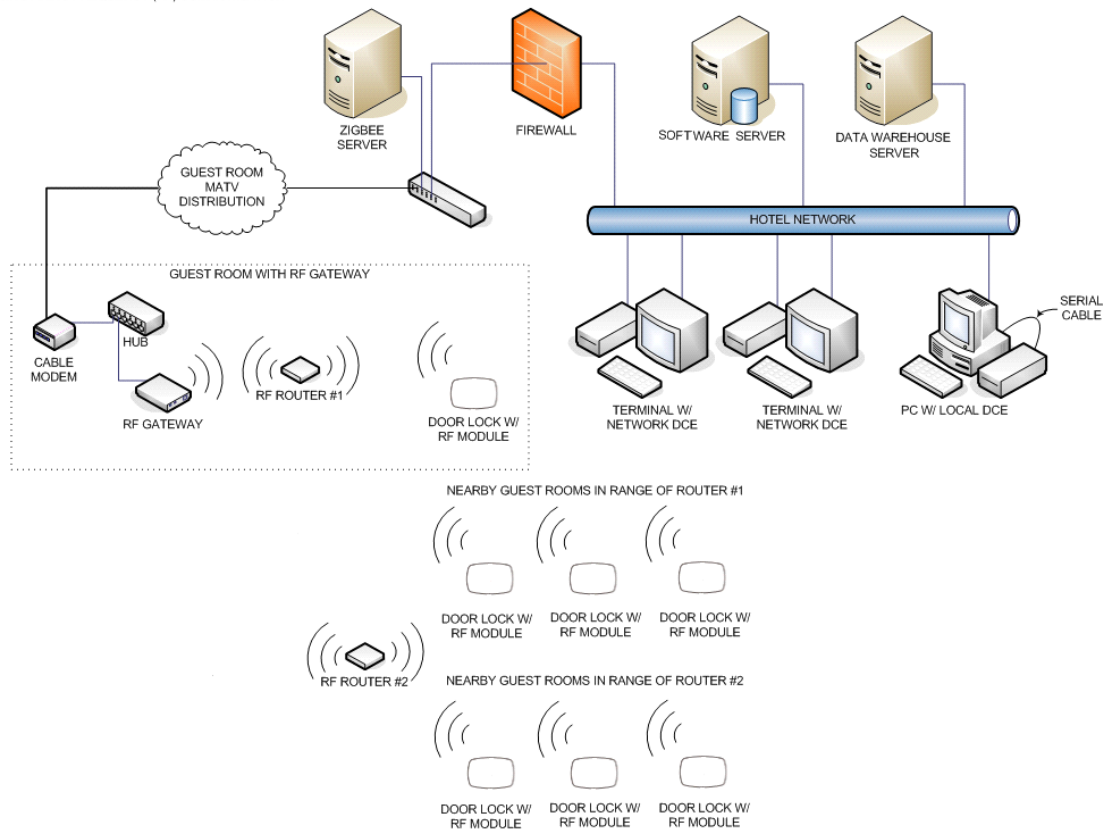 ZIGBEE
SERVER
FIREWALL
SOFTWARE SERVER
DATA WAREHOUSE
SERVER
GUEST ROOM
MATV
DISTRIBUTION
HOTEL NETWORK
GUEST ROOM WITH RF GATEWAY
SERIAL
CABLE
HUB
CABLE
MODEM
RF ROUTER #1
RF GATEWAY
DOOR LOCK W/
RF MODULE
TERMINAL W/
NETWORK DCE
TERMINAL W/
NETWORK DCE
PC W/ LOCAL DCE
NEARBY GUEST ROOMS IN RANGE OF ROUTER #1
DOOR LOCK W/
RF MODULE
DOOR LOCK W/
RF MODULE
DOOR LOCK W/
RF MODULE
RF ROUTER #2
NEARBY GUEST ROOMS IN RANGE OF ROUTER #2
DOOR LOCK W/
RF MODULE
DOOR LOCK W/
RF MODULE
DOOR LOCK W/
RF MODULE